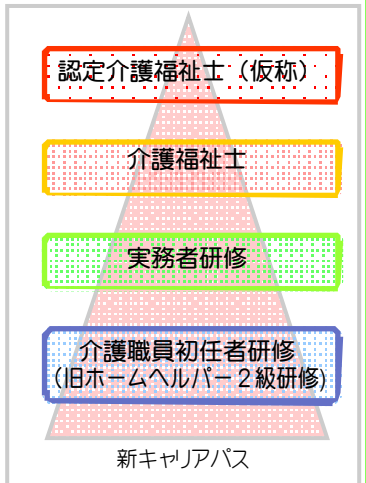 認定介護福祉士（仮称）
介護福祉士
実務者研修
介護職員初任者研修
（旧ホームヘルパー２級研修)
新キャリアパス